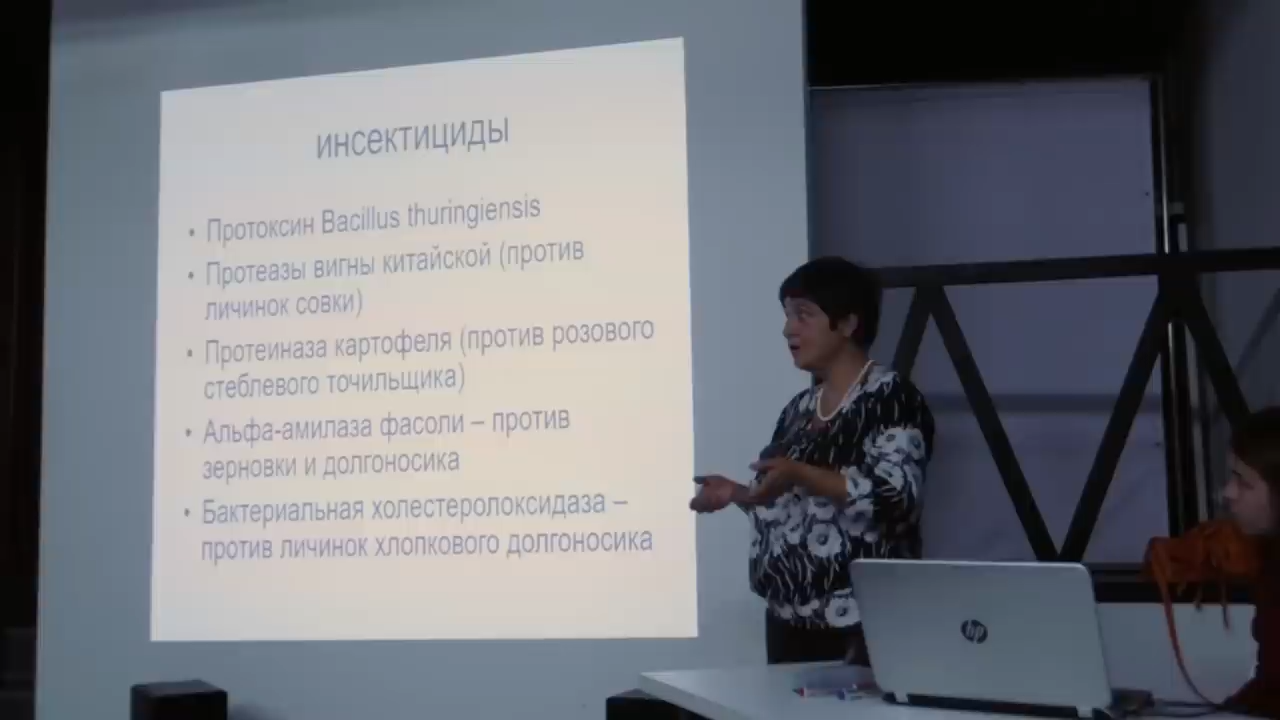 инсектициды
• Протоксин Bacillus thuringiensis
• Протеазы вигны китайской (против
личинок совки)
• Протеиназа картофеля (против розового
стеблевого точильщика)
• Альфа-амилаза фасоли – против
зерновки и долгоносика
• Бактериальная холестеролоксидаза –
против личинок хлопкового долгоносика
hp